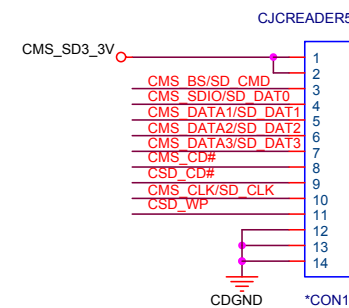 CJCREADER5
CMS_SD3_3V
1
2
CMS_BS/SD_CMD
3
CMS_SDIO/SD_DAT0
4
CMS_DATA1/SD_DAT1
5
CMS_DATA2/SD_DAT2
6
CMS_DATA3/SD_DAT3
7
CMS_CD#
8
CSD_CD#
9
CMS_CLK/SD_CLK
10
CSD_WP
11
12
13
14
CDGND
*CON1